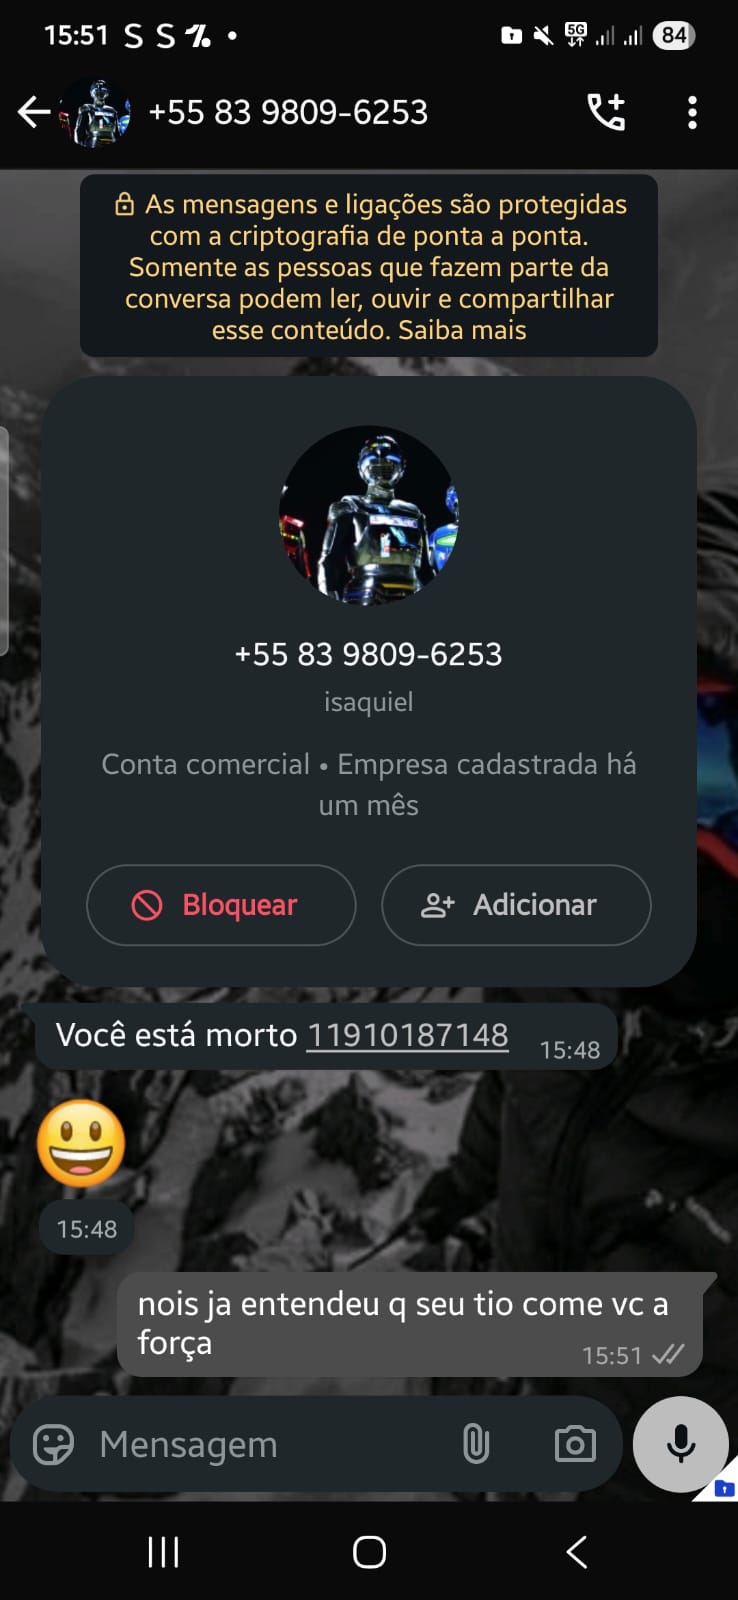 15:51 S S
5G 84
+55 83 9809-6253
As mensagens e ligações são protegidas
com a criptografia de ponta a ponta.
Somente as pessoas que fazem parte da
conversa podem ler, ouvir e compartilhar
esse conteúdo. Saiba mais
+55 83 9809-6253
isaquiel
Conta comercial • Empresa cadastrada há
um mês
Bloquear
Adicionar
Você está morto 11910187148 15:48
15:48
nois ja entendeu q seu tio come vc a
força
15:51
Mensagem